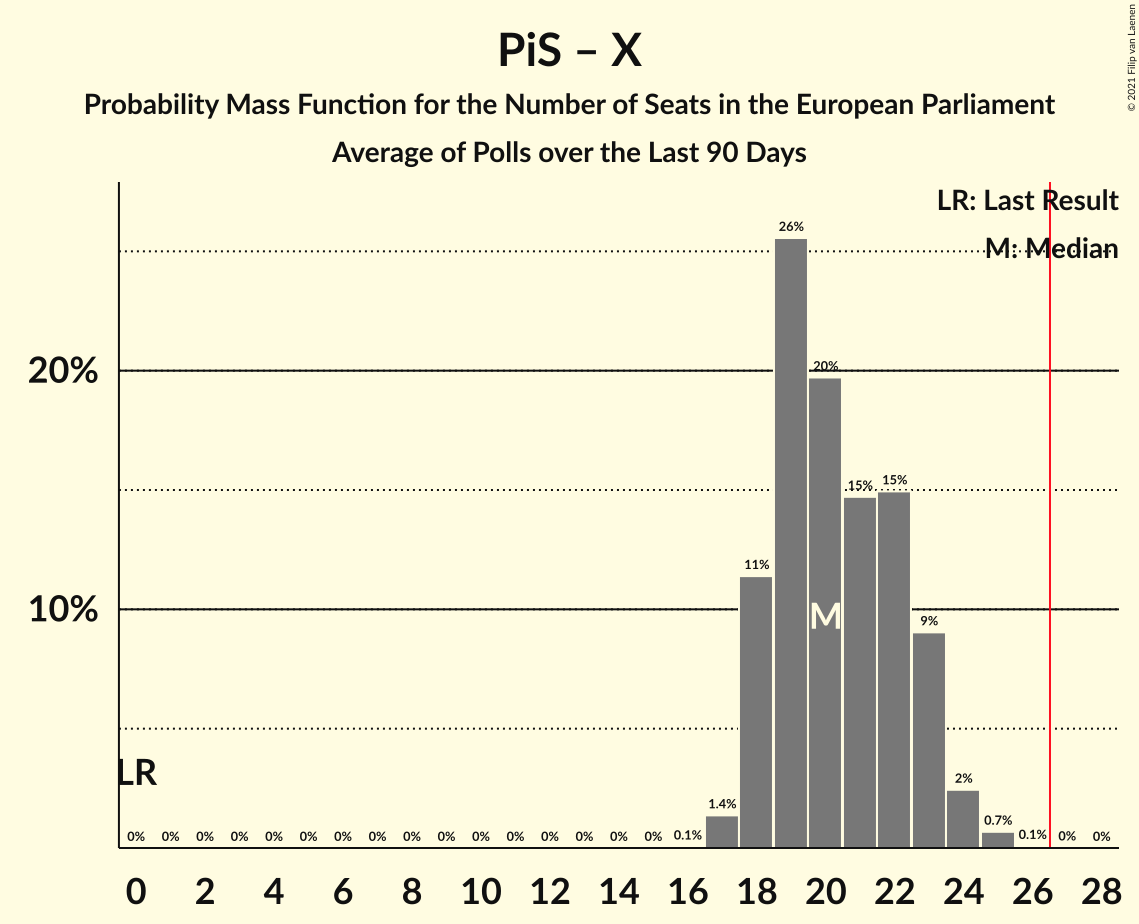 PiS – X
Probability Mass Function for the Number of Seats in the European Parliament
Average of Polls over the Last 90 Days
© 2021 Filip van Laenen
LR: Last Result
M: Median
26%
20%
20%
15%
15%
11%
10%
M
9%
LR
2%
1.4%
0.7%
0% 0% 0% 0% 0% 0% 0% 0% 0% 0% 0% 0% 0% 0% 0% 0% 0.1% 0.1% 0% 0%
0 2 4 6 8 10 12 14 16 18 20 22 24 26 28